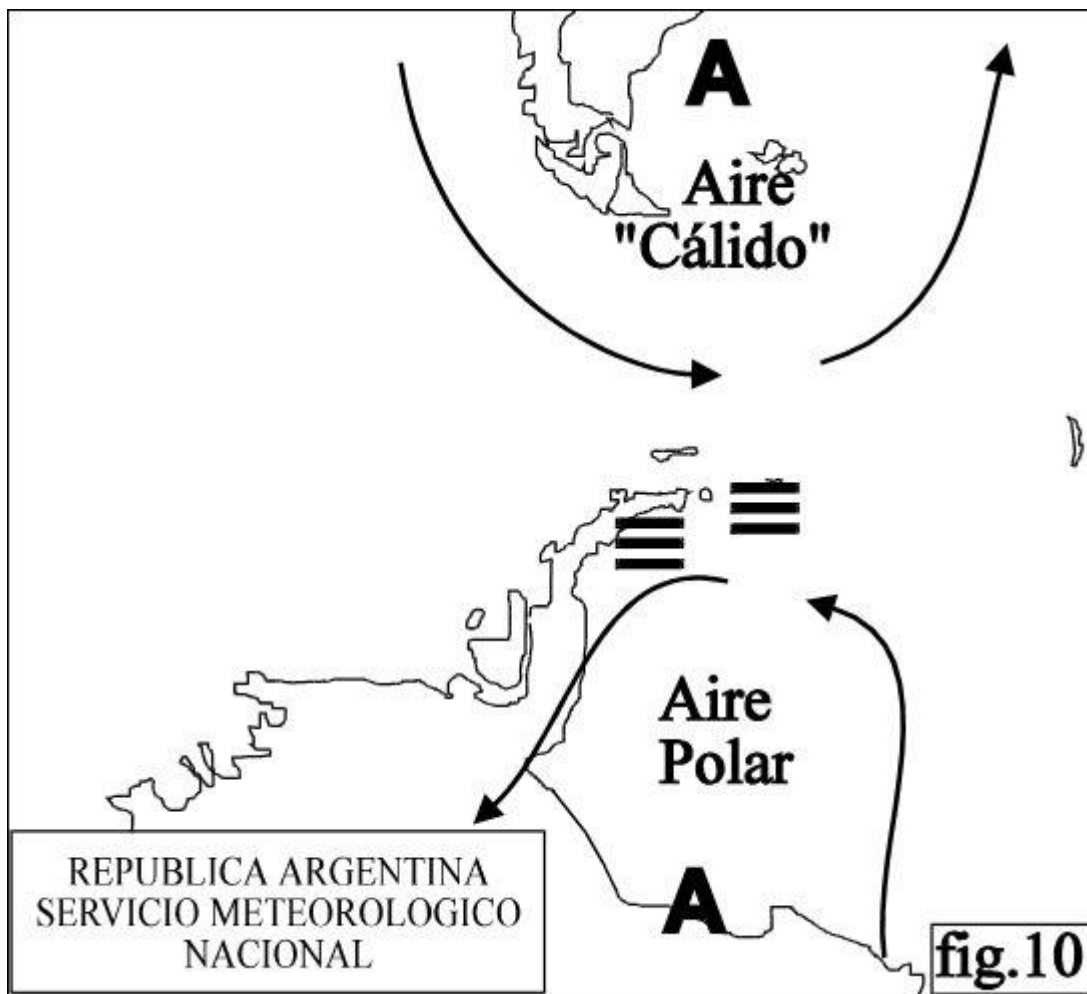 A
Aire
"Cálido"
Aire
Polar
A
REPUBLICA ARGENTINA
SERVICIO METEOROLOGICO
NACIONAL
fig.10